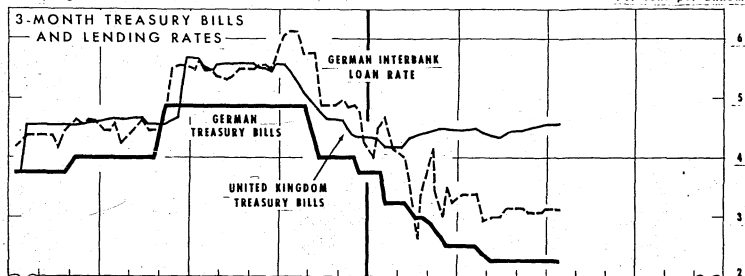 3-MONTH TREASURY BILLS
AND LENDING RATES
6
GERMAN INTERBANK
LOAN RATE
5
GERMAN
TREASURY BILLS
4
UNITED KINGDOM
TREASURY BILLS
3
2